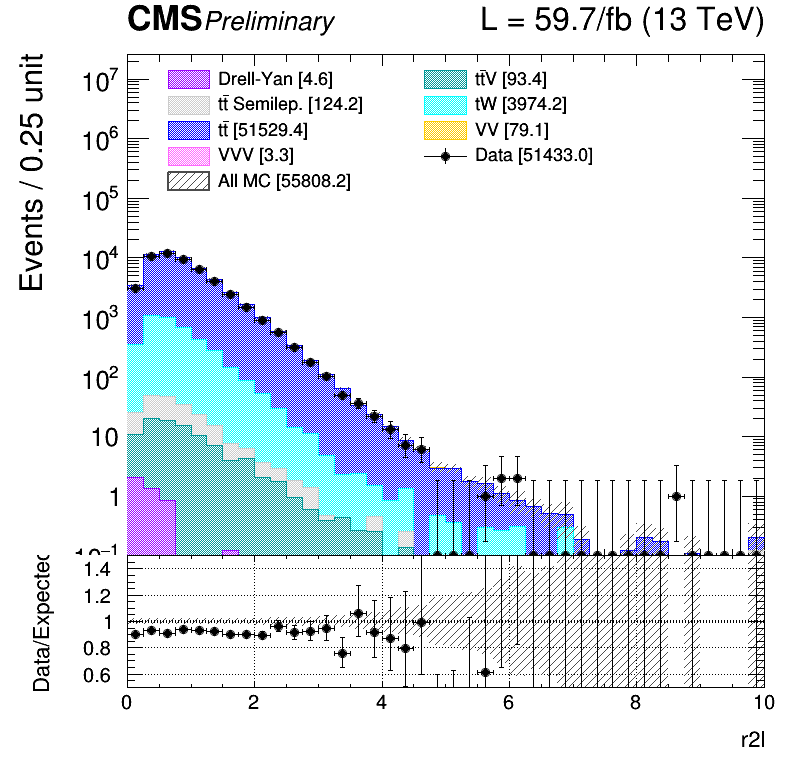 CMS Preliminary L = 59.7/fb (13 TeV)
Events / 0.25 unit
Drell-Yan [4.6]
tt̄ Semilep. [124.2]
tt̄ [51529.4]
VVV [3.3]
All MC [55808.2]
tt̄V [93.4]
tW [3974.2]
VV [79.1]
Data [51433.0]
10⁷
10⁶
10⁵
10⁴
10³
10²
10
1
10⁻¹
Data/Expected
1.4
1.2
1
0.8
0.6
0 2 4 6 8 10
r2l